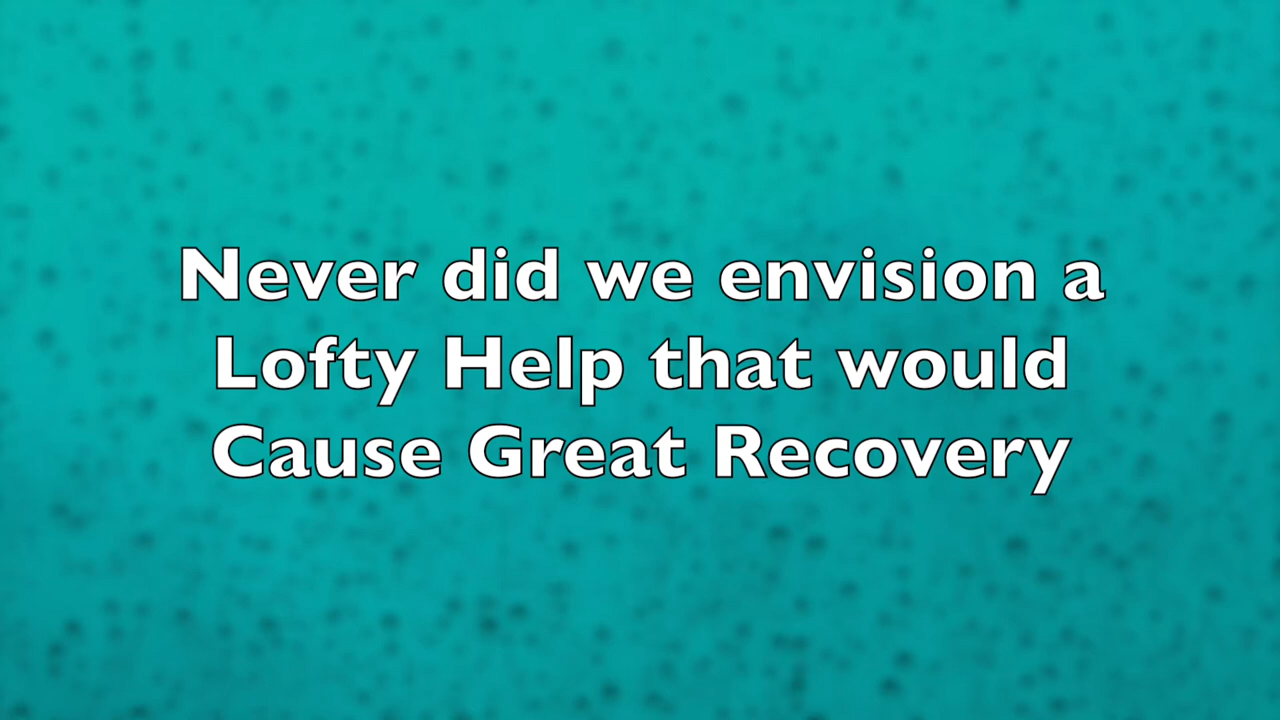 Never did we envision a
Lofty Help that would
Cause Great Recovery